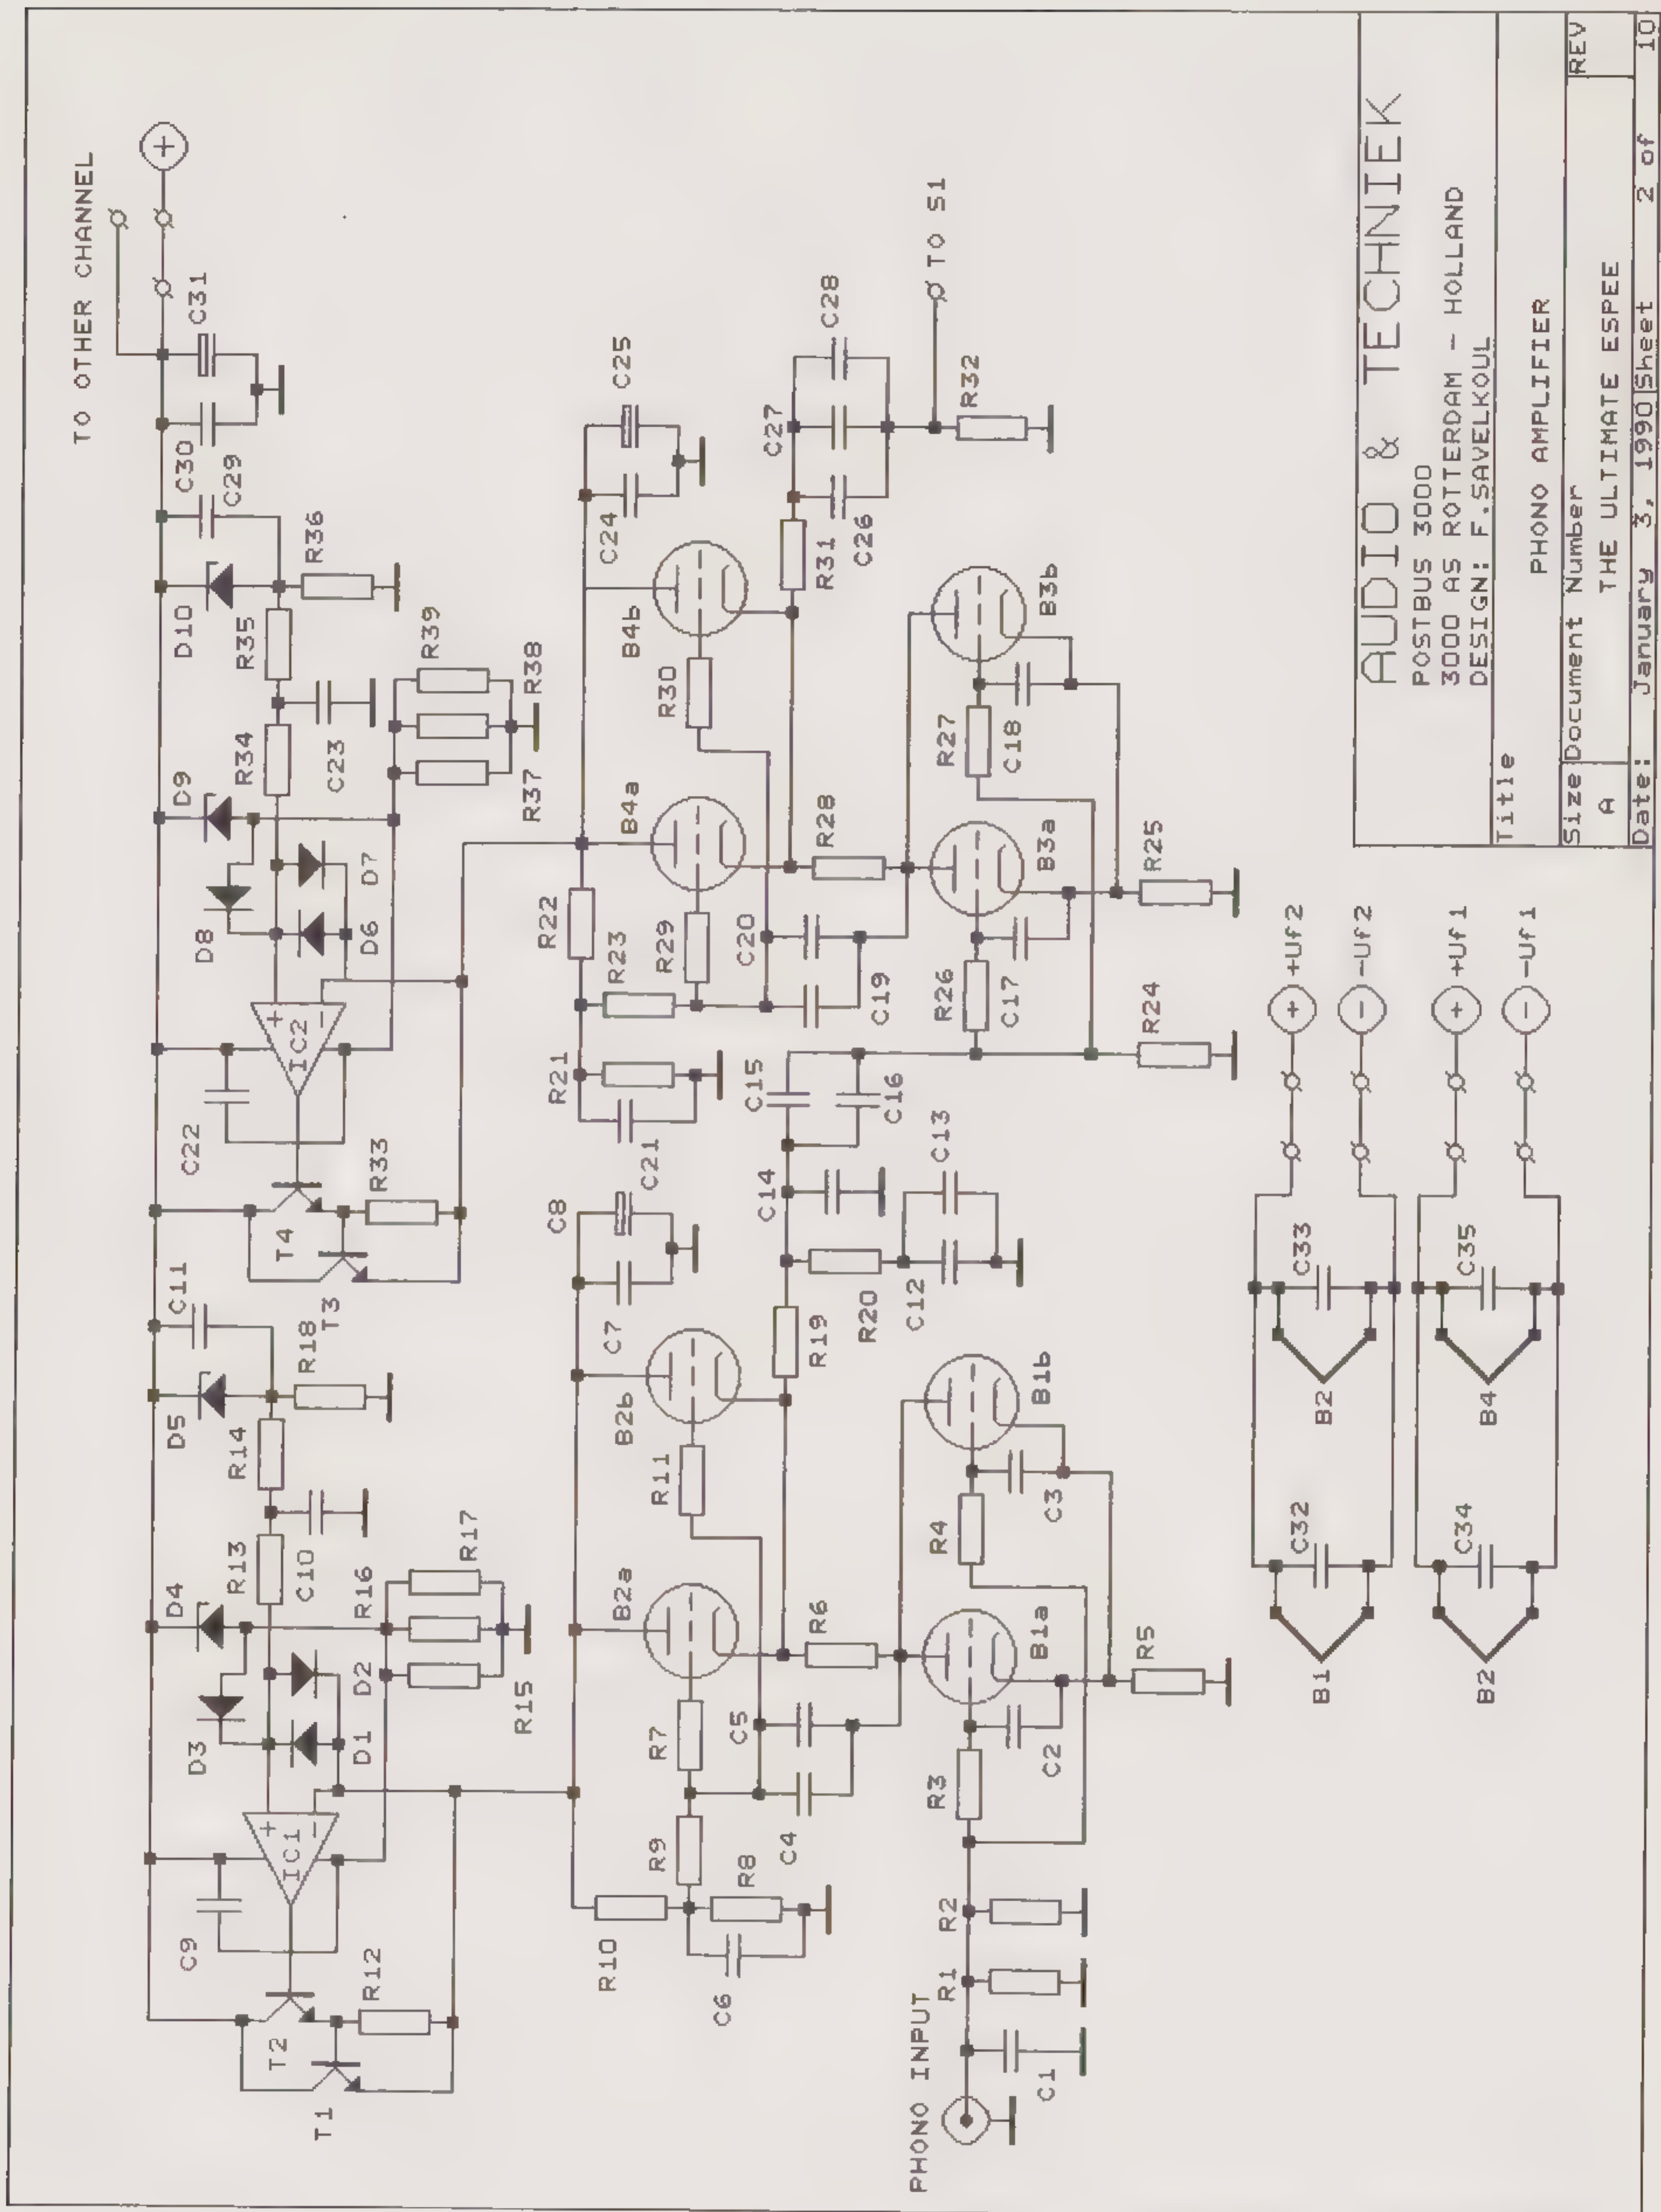 TO OTHER CHANNEL
C30
C31
C29
D10
R36
R35
D9
R34
C23
R39
R38
R37
D8
D7
D6
IC2
+
-
C22
R33
T4
T3
C11
D5
R18
R14
D4
R13
C10
R16
R17
R15
D3
D2
D1
IC1
+
-
C9
R12
T2
T1
C25
C24
B4b
B4a
R30
R22
R23
R29
C20
C19
R21
C21
C8
C7
B2b
B2a
R11
R7
R9
R10
R8
C6
C5
C4
R6
C28
C27
C26
R31
TO S1
R32
R28
B3b
B3a
R27
C18
R26
C17
R25
R24
C15
C16
C14
C13
C12
R20
R19
B1b
B1a
R4
C3
R3
C2
R5
R2
R1
C1
PHONO INPUT
+Uf2
-Uf2
+Uf1
-Uf1
C33
C35
B2
B4
C32
C34
B1
B2
AUDIO & TECHNIEK
POSTBUS 3000
3000 AS ROTTERDAM - HOLLAND
DESIGN: F.SAVELKOUL
Title
PHONO AMPLIFIER
Size Document Number REV
A THE ULTIMATE ESPEE
Date: January 3, 1990 Sheet 2 of 10